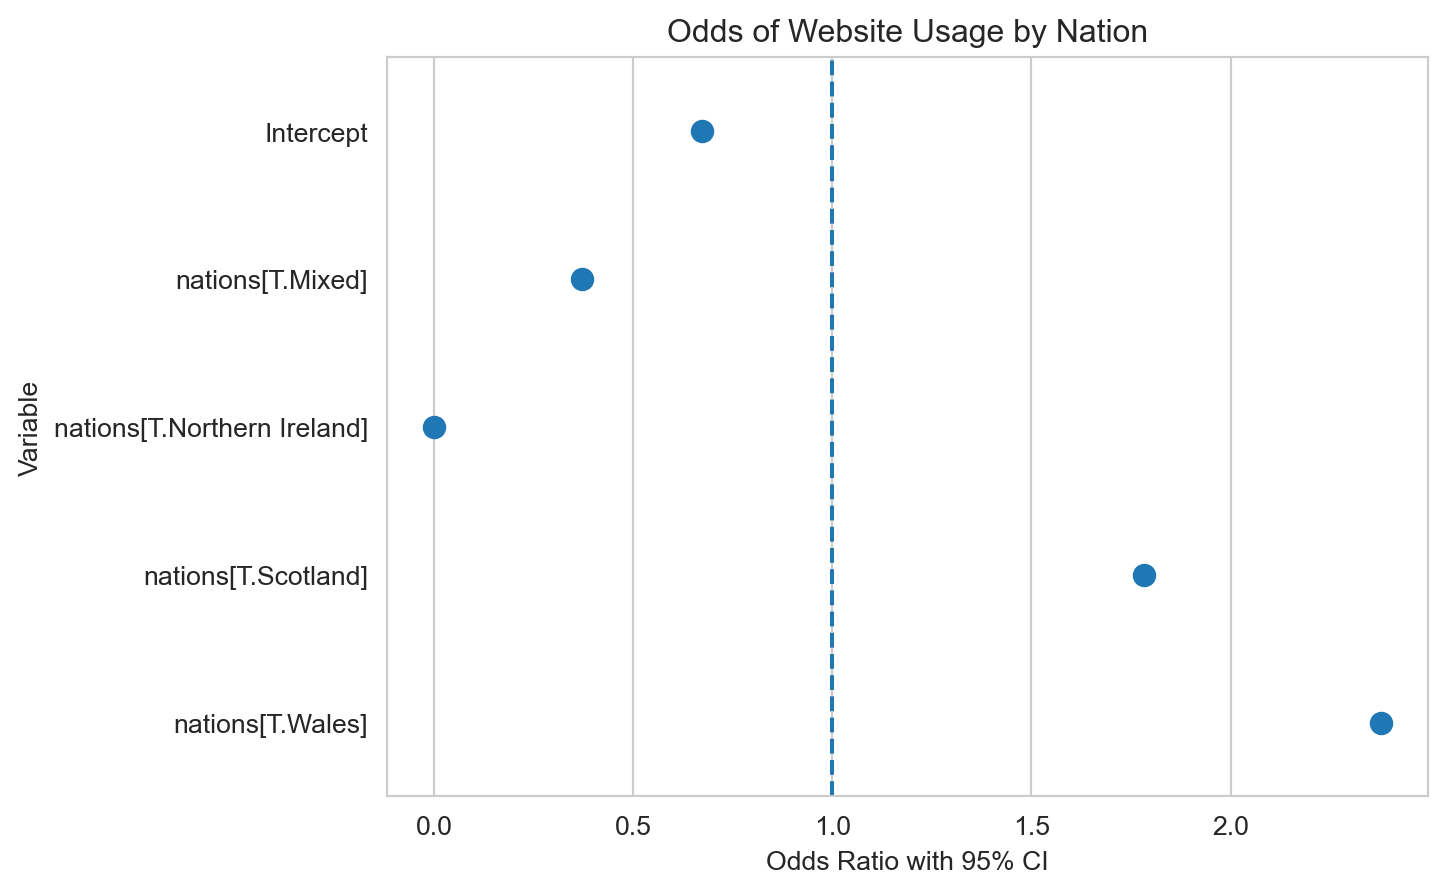 Odds of Website Usage by Nation
Intercept
nations[T.Mixed]
nations[T.Northern Ireland]
nations[T.Scotland]
nations[T.Wales]
Variable
0.0 0.5 1.0 1.5 2.0
Odds Ratio with 95% CI